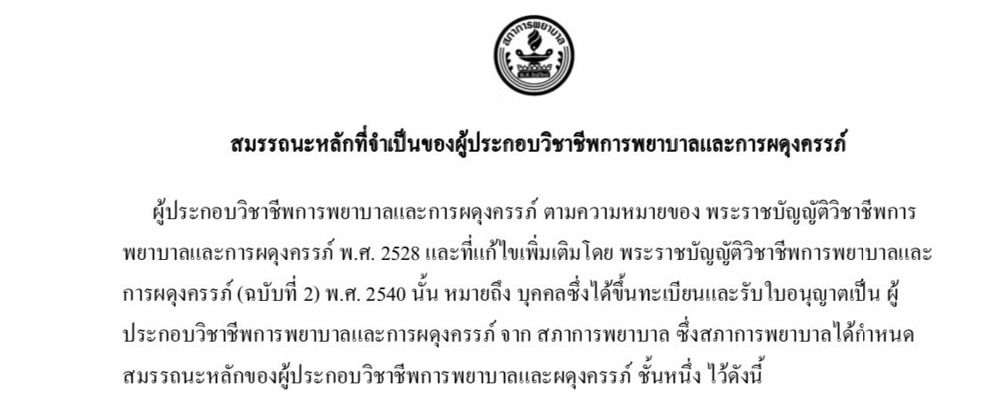 สภาการพยาบาล
สมรรถนะหลักที่จำเป็นของผู้ประกอบวิชาชีพการพยาบาลและการผดุงครรภ์
ผู้ประกอบวิชาชีพการพยาบาลและการผดุงครรภ์ ตามความหมายของ พระราชบัญญัติวิชาชีพการ
พยาบาลและการผดุงครรภ์ พ.ศ. 2528 และที่แก้ไขเพิ่มเติมโดย พระราชบัญญัติวิชาชีพการพยาบาลและ
การผดุงครรภ์ (ฉบับที่ 2) พ.ศ. 2540 นั้น หมายถึง บุคคลซึ่งได้ขึ้นทะเบียนและรับใบอนุญาตเป็น ผู้
ประกอบวิชาชีพการพยาบาลและการผดุงครรภ์ จาก สภาการพยาบาล ซึ่งสภาการพยาบาลได้กำหนด
สมรรถนะหลักของผู้ประกอบวิชาชีพการพยาบาลและผดุงครรภ์ ชั้นหนึ่ง ไว้ดังนี้